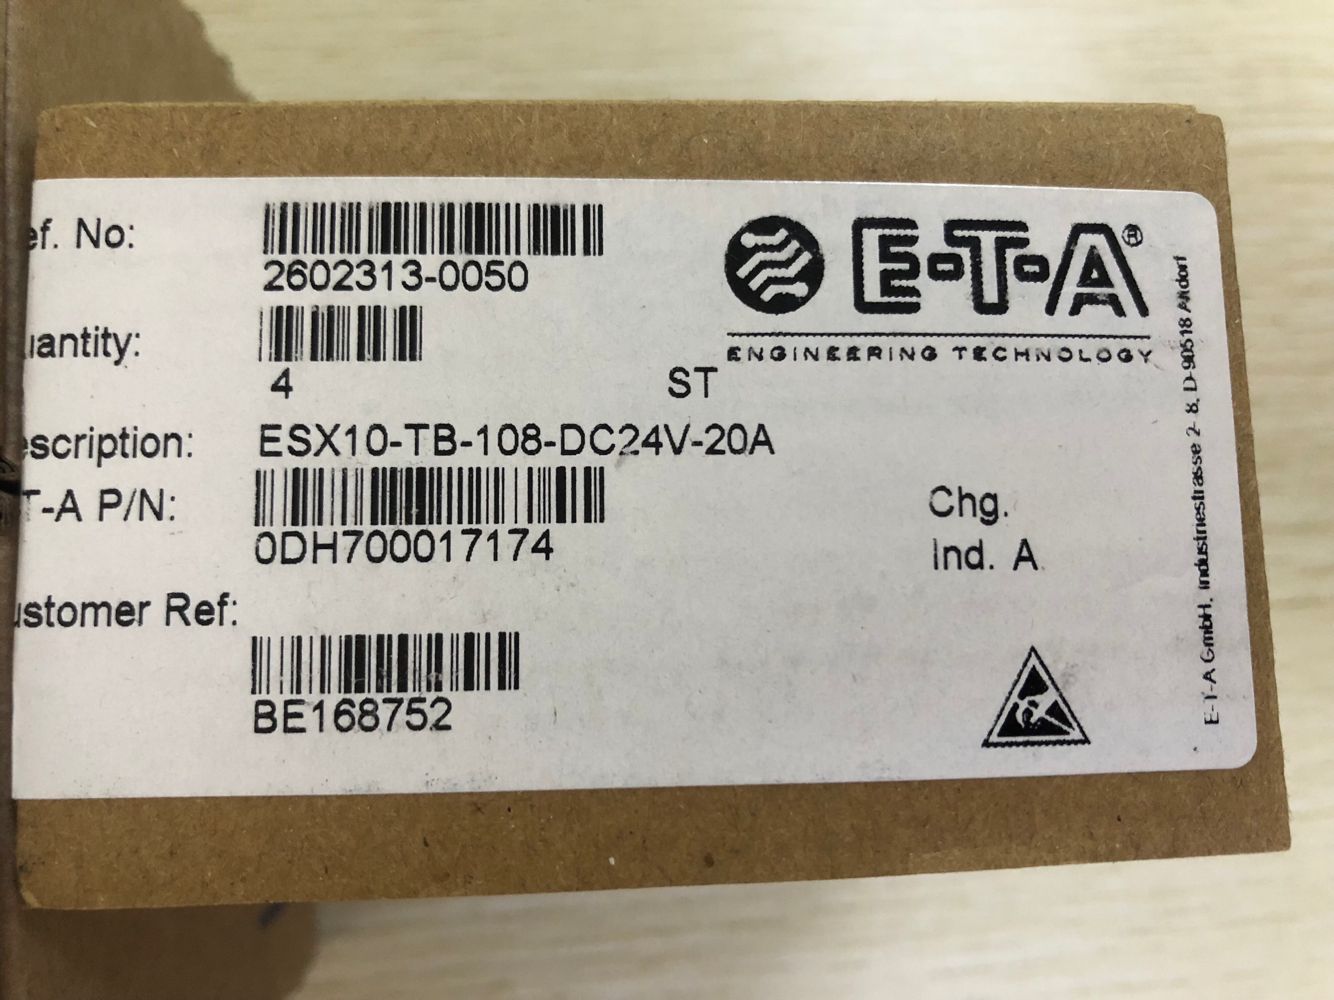 ef. No:
2602313-0050
uantity:
4 ST
escription: ESX10-TB-108-DC24V-20A
T-A P/N:
0DH700017174
Chg.
Ind. A
ustomer Ref:
BE168752
E-T-A®
ENGINEERING TECHNOLOGY
E-T-A GmbH, Industriestrasse 2-8, D-90518 Altdorf